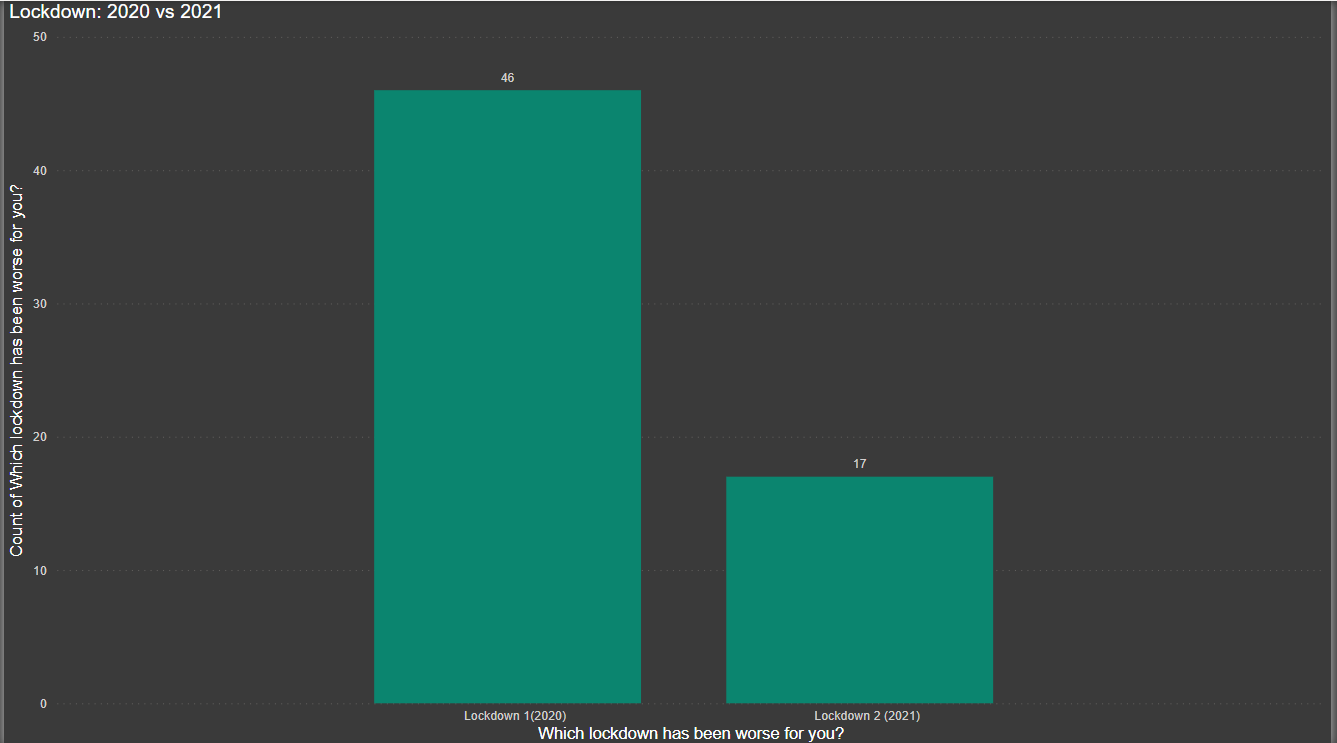 Lockdown: 2020 vs 2021
Count of Which lockdown has been worse for you?
50
40
30
20
10
0
46
17
Lockdown 1(2020)
Lockdown 2 (2021)
Which lockdown has been worse for you?